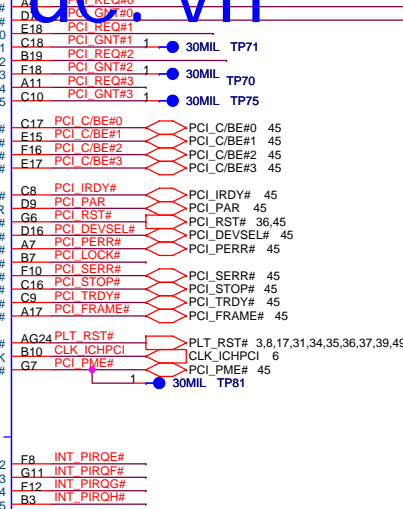 PCI_GNT#0
E18 PCI_REQ#1
C18 PCI_GNT#1 1 30MIL TP71
B19 PCI_REQ#2
F18 PCI_GNT#2 1 30MIL TP70
A11 PCI_REQ#3
C10 PCI_GNT#3 1 30MIL TP75
C17 PCI_C/BE#0 PCI_C/BE#0 45
E15 PCI_C/BE#1 PCI_C/BE#1 45
F16 PCI_C/BE#2 PCI_C/BE#2 45
E17 PCI_C/BE#3 PCI_C/BE#3 45
C8 PCI_IRDY# PCI_IRDY# 45
D9 PCI_PAR PCI_PAR 45
G6 PCI_RST# PCI_RST# 36,45
D16 PCI_DEVSEL# PCI_DEVSEL# 45
A7 PCI_PERR# PCI_PERR# 45
B7 PCI_LOCK#
F10 PCI_SERR# PCI_SERR# 45
C16 PCI_STOP# PCI_STOP# 45
C9 PCI_TRDY# PCI_TRDY# 45
A17 PCI_FRAME# PCI_FRAME# 45
AG24 PLT_RST# PLT_RST# 3,8,17,31,34,35,36,37,39,49
B10 CLK_ICHPCI CLK_ICHPCI 6
G7 PCI_PME# PCI_PME# 45
1 30MIL TP81
F8 INT_PIRQE#
G11 INT_PIRQF#
F12 INT_PIRQG#
B3 INT_PIRQH#